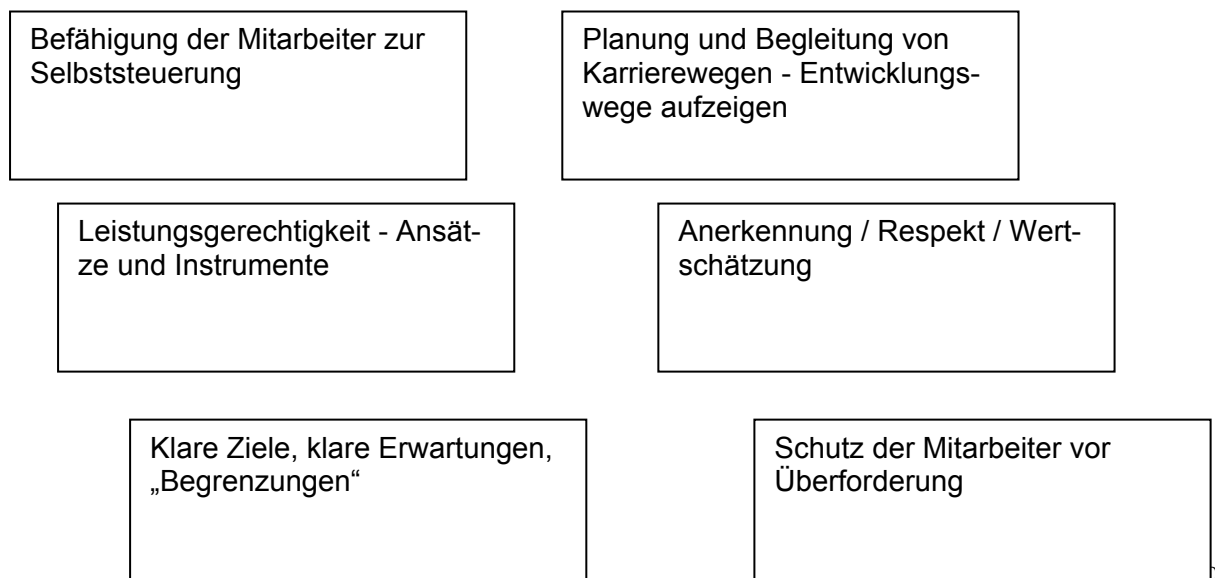 Befähigung der Mitarbeiter zur
Selbststeuerung
Planung und Begleitung von
Karrierewegen - Entwicklungs-
wege aufzeigen
Leistungsgerechtigkeit - Ansät-
ze und Instrumente
Anerkennung / Respekt / Wert-
schätzung
Klare Ziele, klare Erwartungen,
„Begrenzungen“
Schutz der Mitarbeiter vor
Überforderung